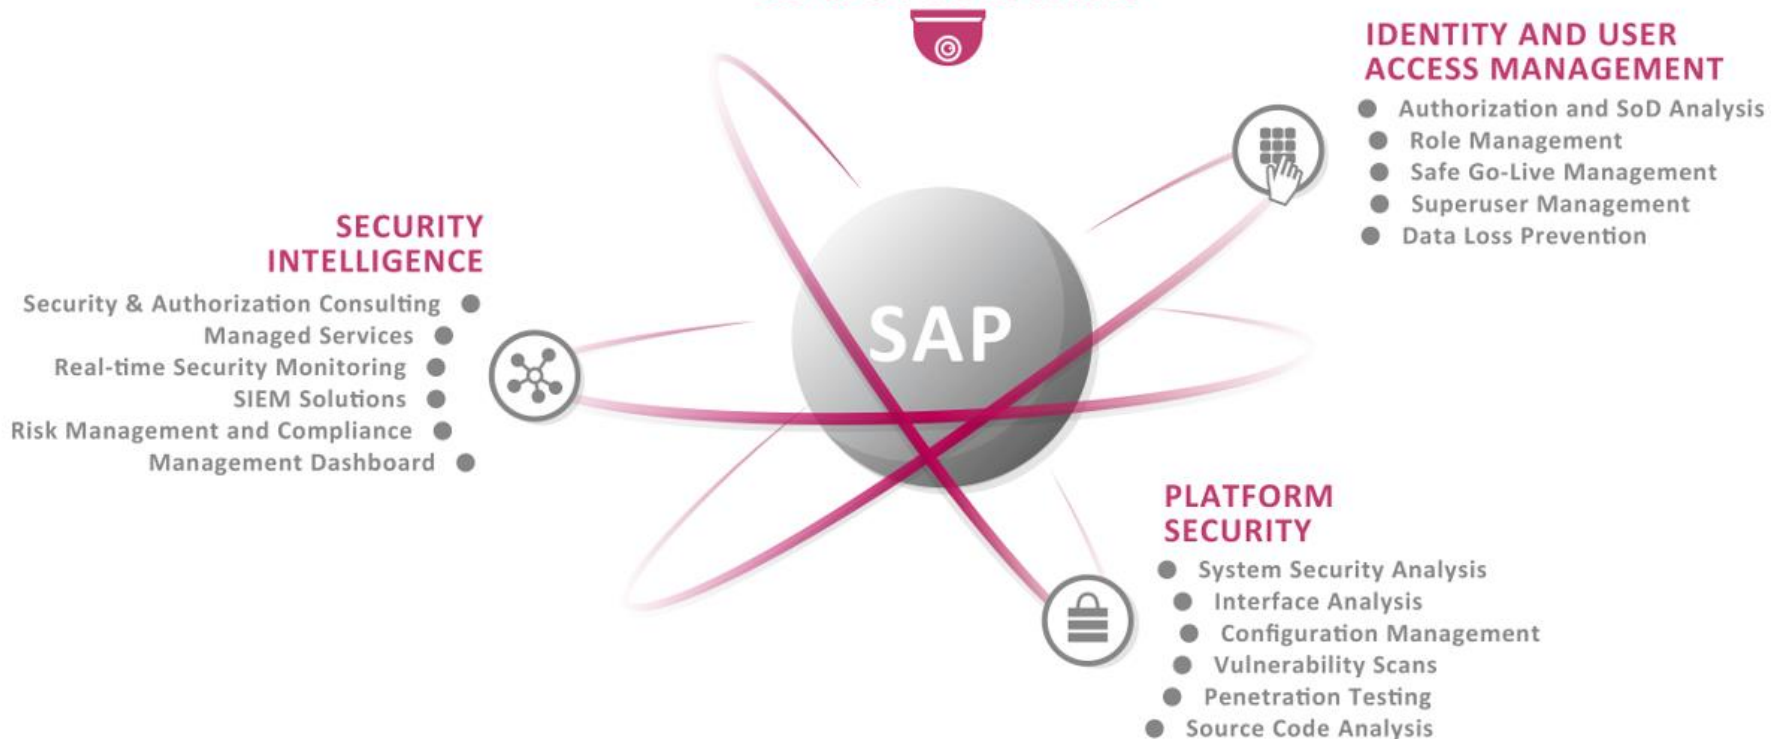 IDENTITY AND USER
ACCESS MANAGEMENT
Authorization and SoD Analysis
Role Management
Safe Go-Live Management
Superuser Management
Data Loss Prevention
SECURITY
INTELLIGENCE
Security & Authorization Consulting
Managed Services
Real-time Security Monitoring
SIEM Solutions
Risk Management and Compliance
Management Dashboard
SAP
PLATFORM
SECURITY
System Security Analysis
Interface Analysis
Configuration Management
Vulnerability Scans
Penetration Testing
Source Code Analysis